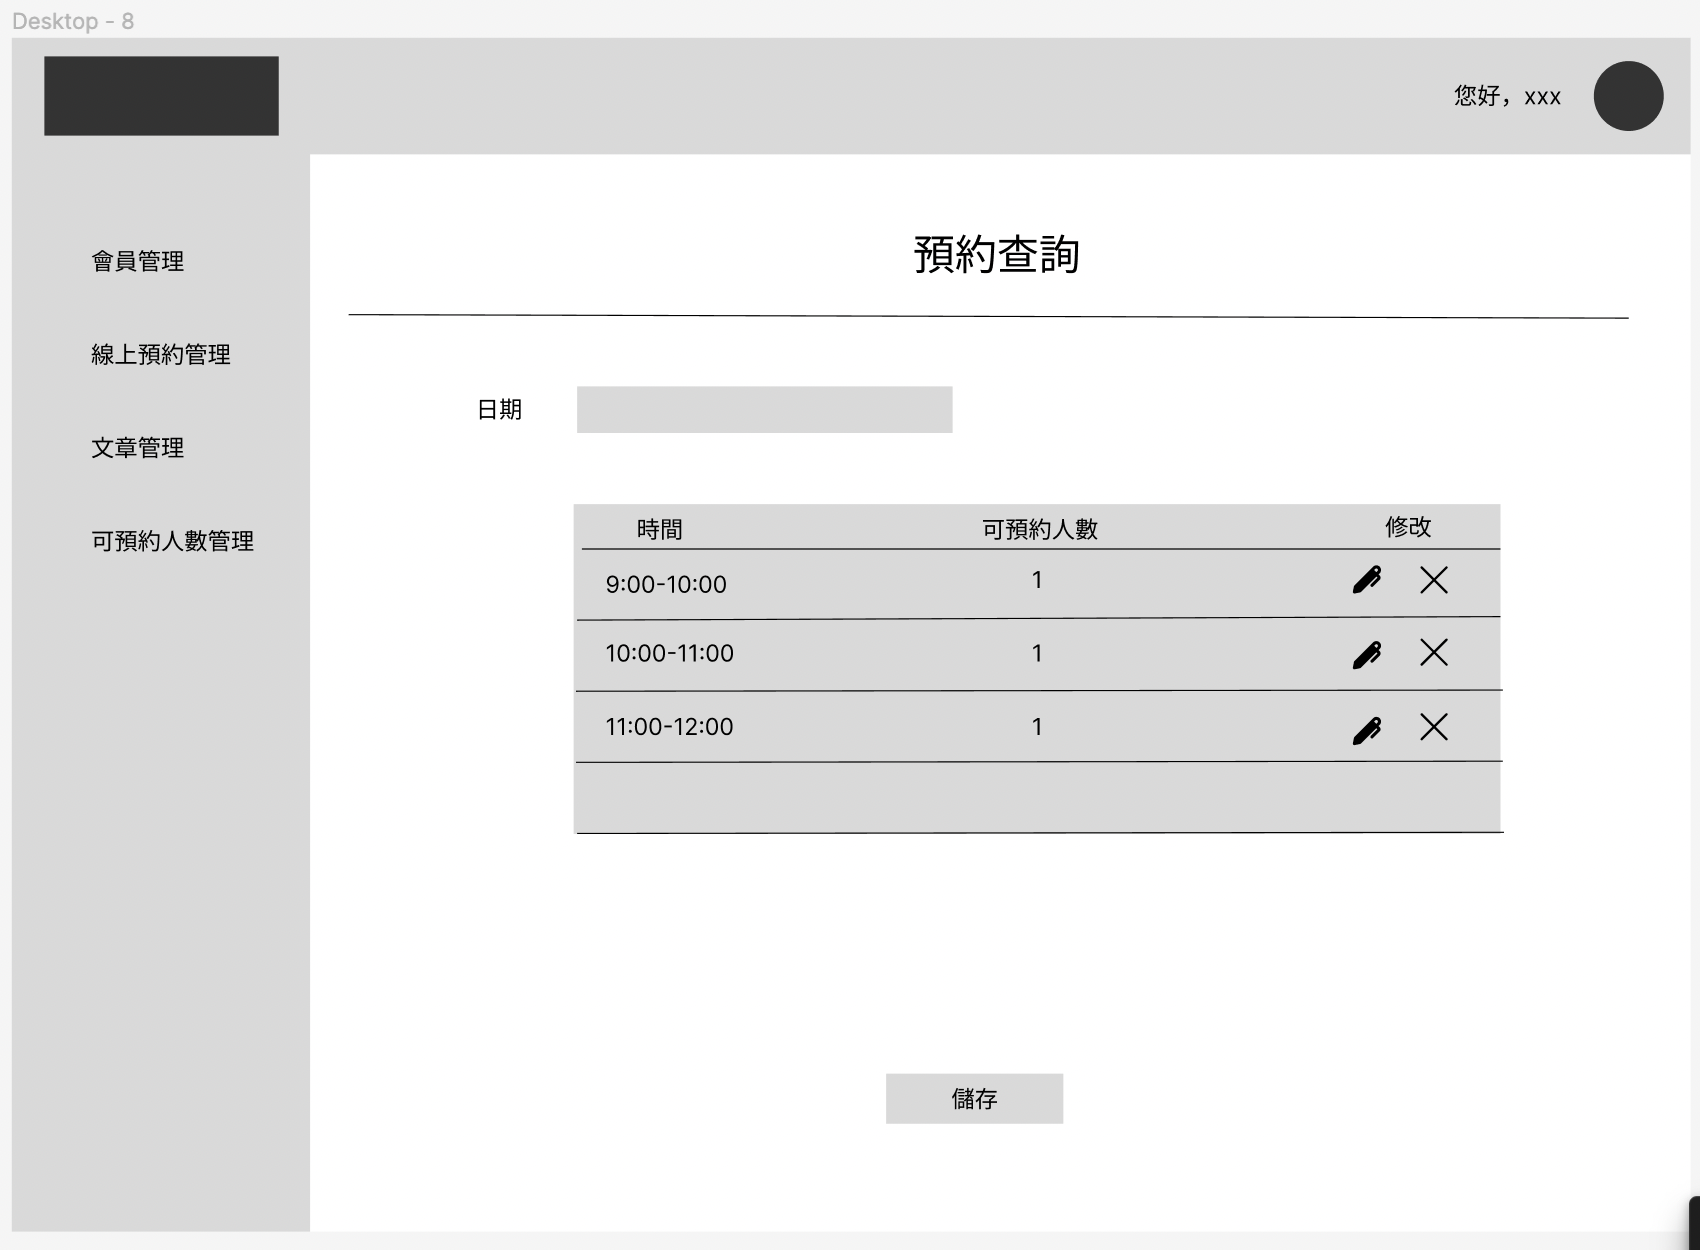 Desktop - 8
您好，xxx
會員管理
線上預約管理
文章管理
可預約人數管理
預約查詢
日期
時間 可預約人數 修改
9:00-10:00 1
10:00-11:00 1
11:00-12:00 1
儲存